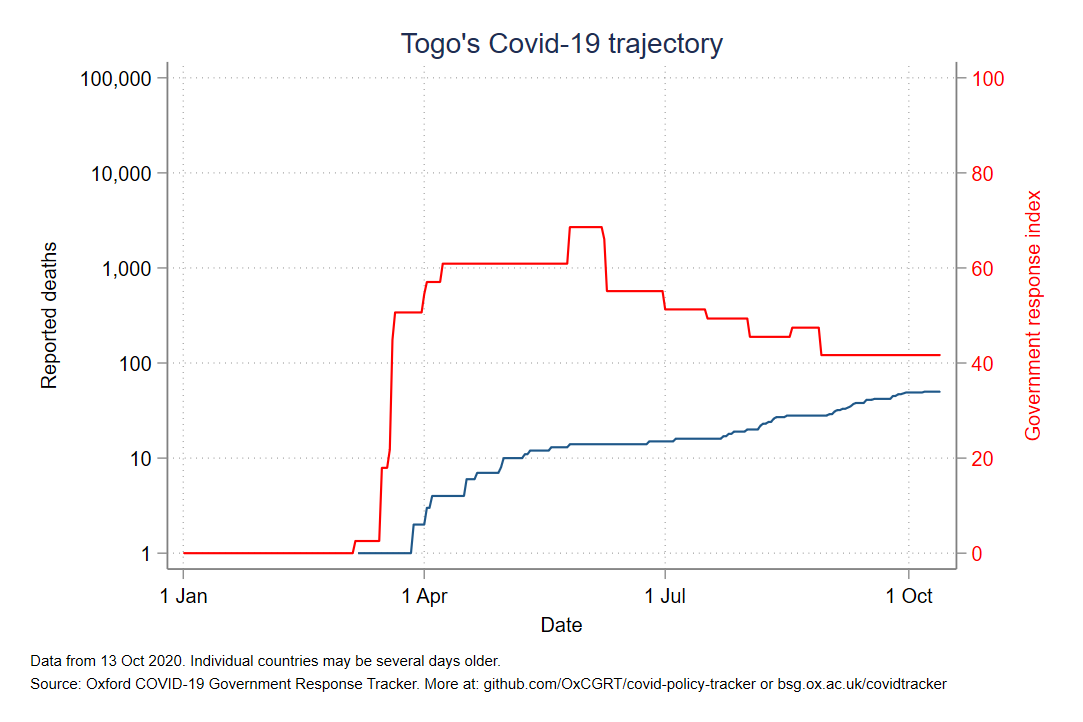 Togo's Covid-19 trajectory
100,000
10,000
1,000
100
10
1
Reported deaths
100
80
60
40
20
0
Government response index
1 Jan
1 Apr
1 Jul
1 Oct
Date
Data from 13 Oct 2020. Individual countries may be several days older.
Source: Oxford COVID-19 Government Response Tracker. More at: github.com/OxCGRT/covid-policy-tracker or bsg.ox.ac.uk/covidtracker